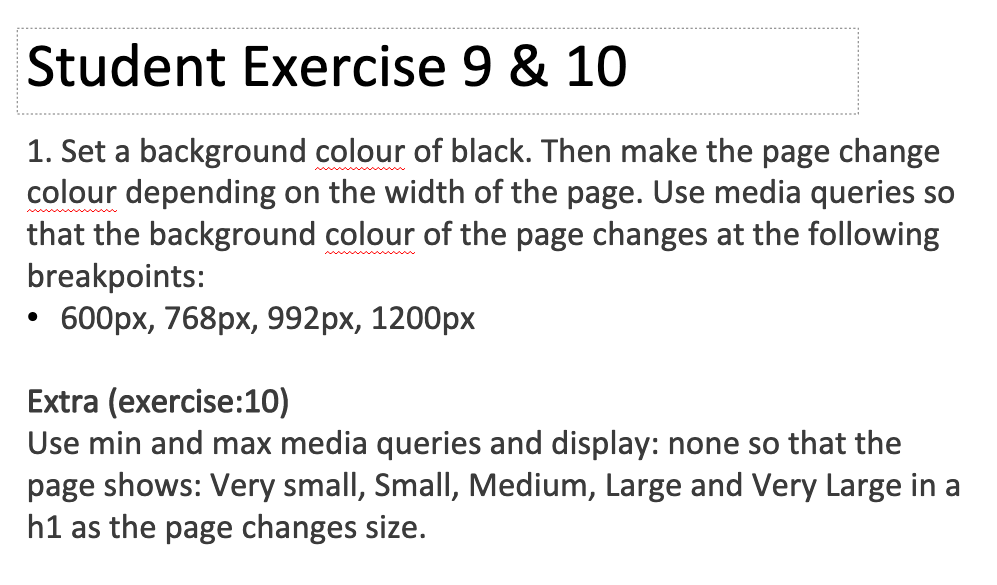 Student Exercise 9 & 10
1. Set a background colour of black. Then make the page change
colour depending on the width of the page. Use media queries so
that the background colour of the page changes at the following
breakpoints:
• 600px, 768px, 992px, 1200px
Extra (exercise:10)
Use min and max media queries and display: none so that the
page shows: Very small, Small, Medium, Large and Very Large in a
h1 as the page changes size.